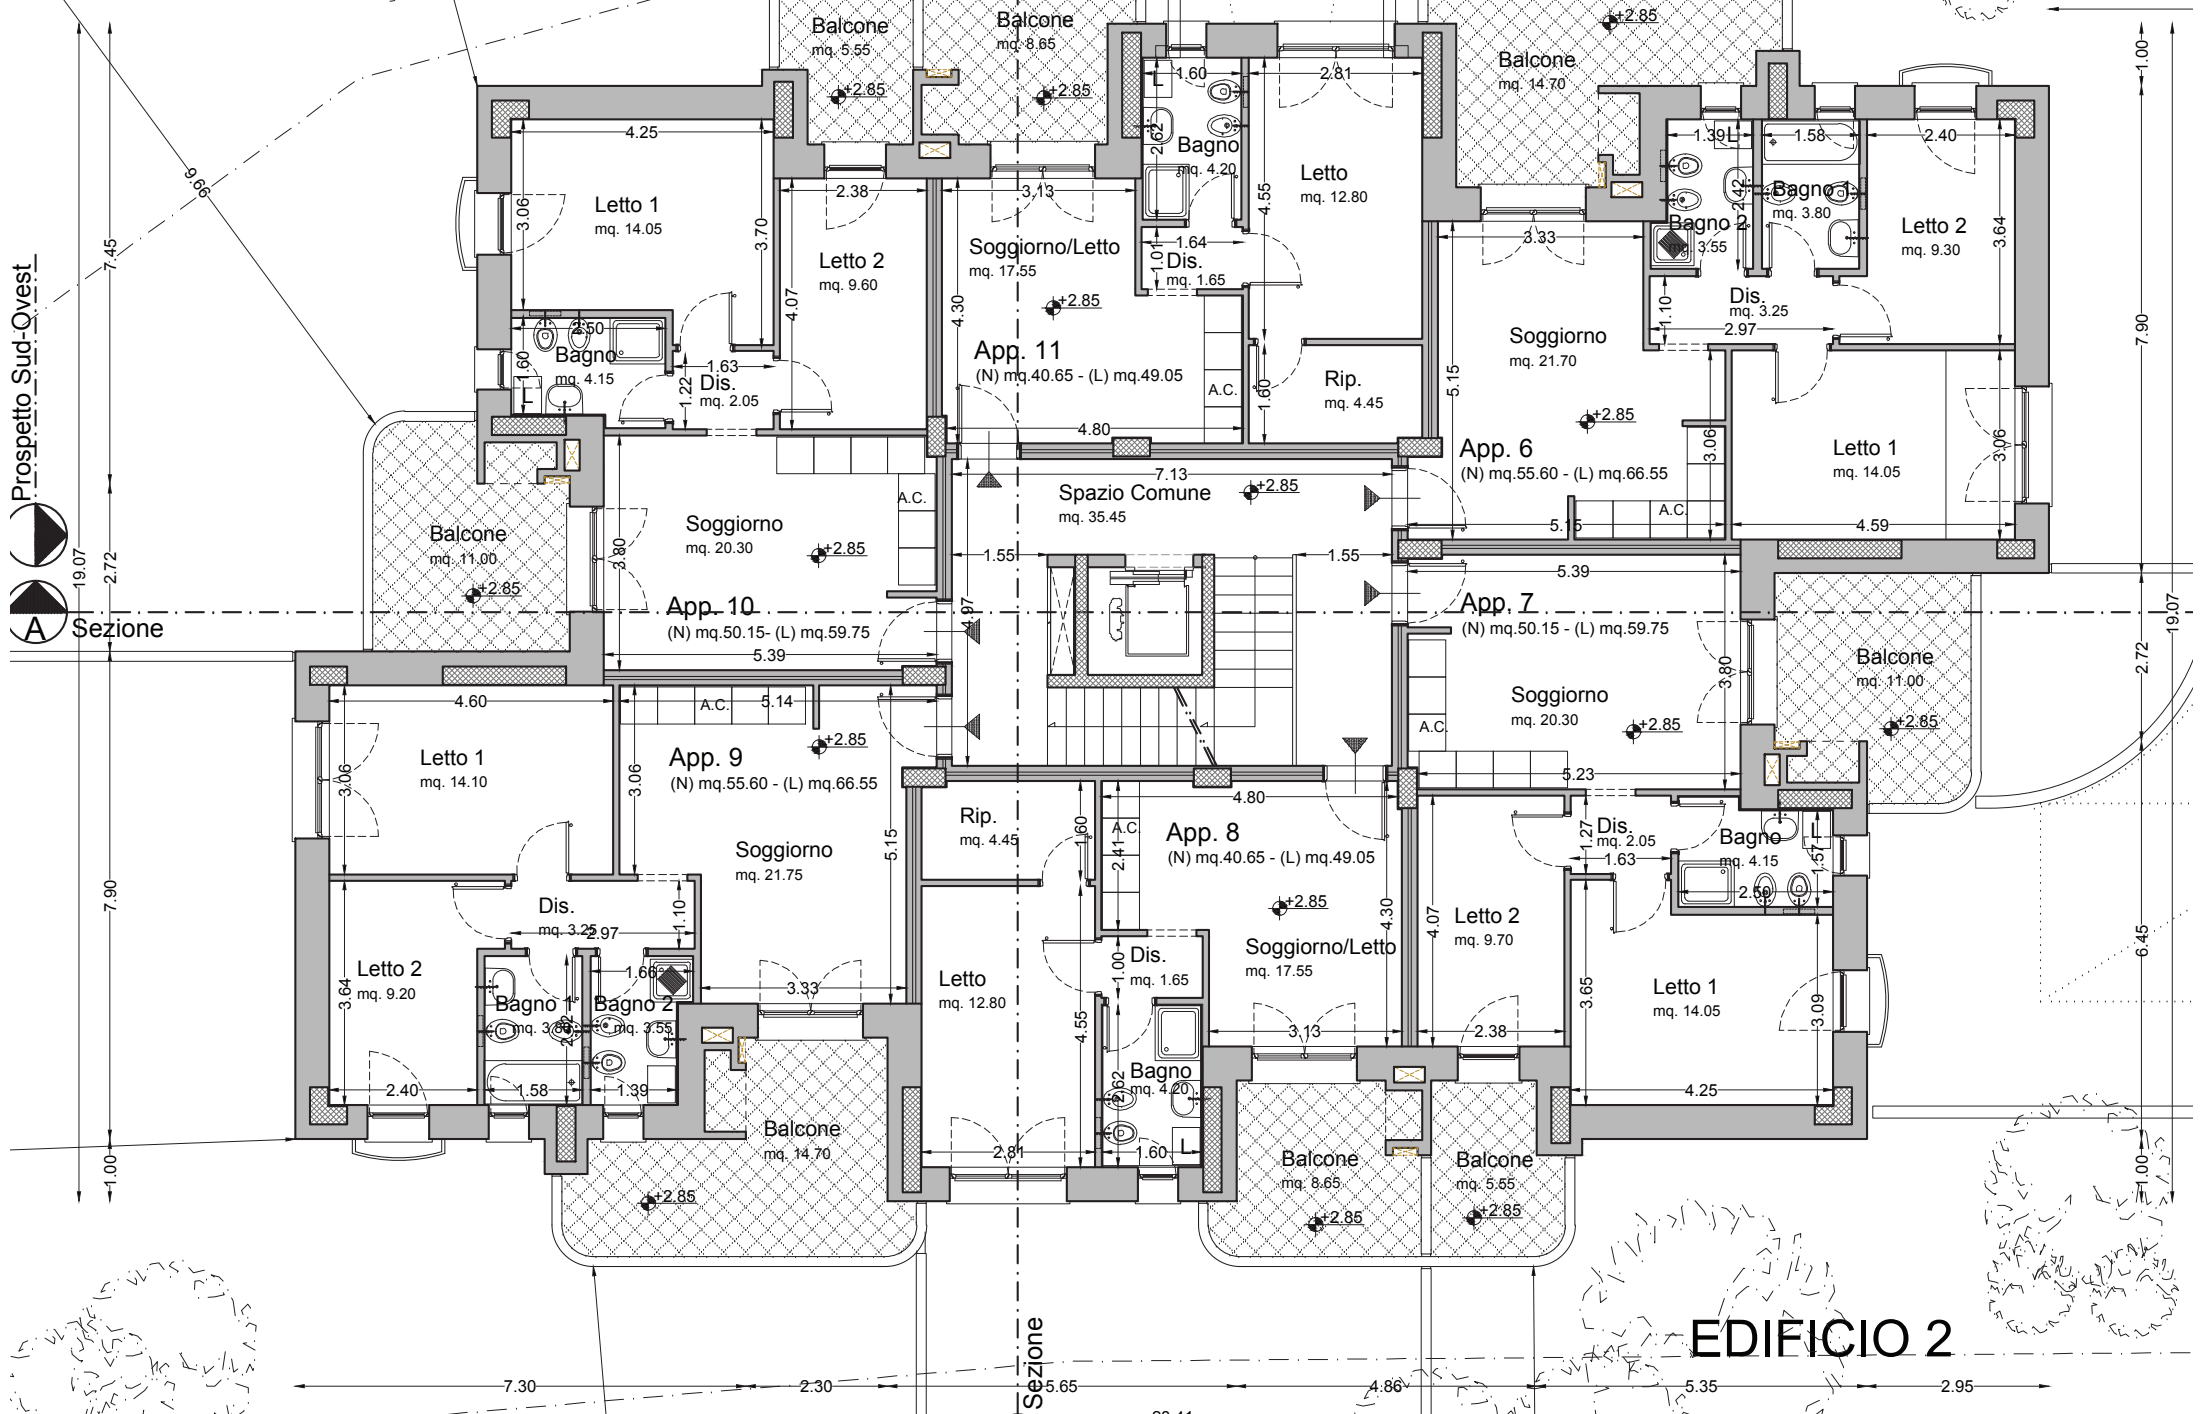 Balcone
mq. 5.55
+2.85
Balcone
mq. 8.65
+2.85
Balcone
mq. 14.70
+2.85
1.00
1.00
9.66
7.45
19.07
2.72
7.90
1.00
Prospetto Sud-Ovest
A
Sezione
4.25
3.06
Letto 1
mq. 14.05
3.70
2.38
Letto 2
mq. 9.60
4.07
2.50
1.60
Bagno
mq. 4.15
L
1.63
1.22
Dis.
mq. 2.05
3.13
Soggiorno/Letto
mq. 17.55
+2.85
4.30
App. 11
(N) mq.40.65 - (L) mq.49.05
A.C.
4.80
L
1.60
2.62
Bagno
mq. 4.20
1.64
1.01
Dis.
mq. 1.65
2.81
4.55
Letto
mq. 12.80
1.60
Rip.
mq. 4.45
3.33
Soggiorno
mq. 21.70
+2.85
5.15
App. 6
(N) mq.55.60 - (L) mq.66.55
3.06
A.C.
5.15
1.39
L
2.42
Bagno 2
mq. 3.55
1.58
Bagno 1
mq. 3.80
2.40
Letto 2
mq. 9.30
3.64
1.10
Dis.
mq. 3.25
2.97
Letto 1
mq. 14.05
3.06
4.59
7.90
2.72
19.07
6.45
1.00
Balcone
mq. 11.00
+2.85
3.80
Soggiorno
mq. 20.30
+2.85
A.C.
App. 10
(N) mq.50.15- (L) mq.59.75
5.39
7.13
Spazio Comune
mq. 35.45
+2.85
1.55
1.55
4.97
5.39
App. 7
(N) mq.50.15 - (L) mq.59.75
Soggiorno
mq. 20.30
+2.85
3.80
A.C.
5.23
Balcone
mq. 11.00
+2.85
4.60
Letto 1
mq. 14.10
3.06
A.C.
5.14
+2.85
App. 9
(N) mq.55.60 - (L) mq.66.55
3.06
Soggiorno
mq. 21.75
5.15
3.33
Dis.
mq. 3.25
2.97
1.10
Letto 2
mq. 9.20
3.64
2.40
Bagno 1
1.58
1.66
Bagno 2
mq. 3.55
1.39
Balcone
mq. 14.70
+2.85
Rip.
mq. 4.45
1.60
Letto
mq. 12.80
4.55
2.81
4.80
A.C.
2.41
App. 8
(N) mq.40.65 - (L) mq.49.05
+2.85
4.30
Soggiorno/Letto
mq. 17.55
3.13
1.00
Dis.
mq. 1.65
Bagno
mq. 4.20
2.62
1.60
L
Balcone
mq. 8.65
+2.85
4.07
Letto 2
mq. 9.70
2.38
Balcone
mq. 5.55
+2.85
1.27
Dis.
mq. 2.05
1.63
Bagno
mq. 4.15
L
1.57
2.50
Letto 1
mq. 14.05
3.65
3.09
4.25
EDIFICIO 2
Sezione
7.30
2.30
5.65
4.86
5.35
2.95